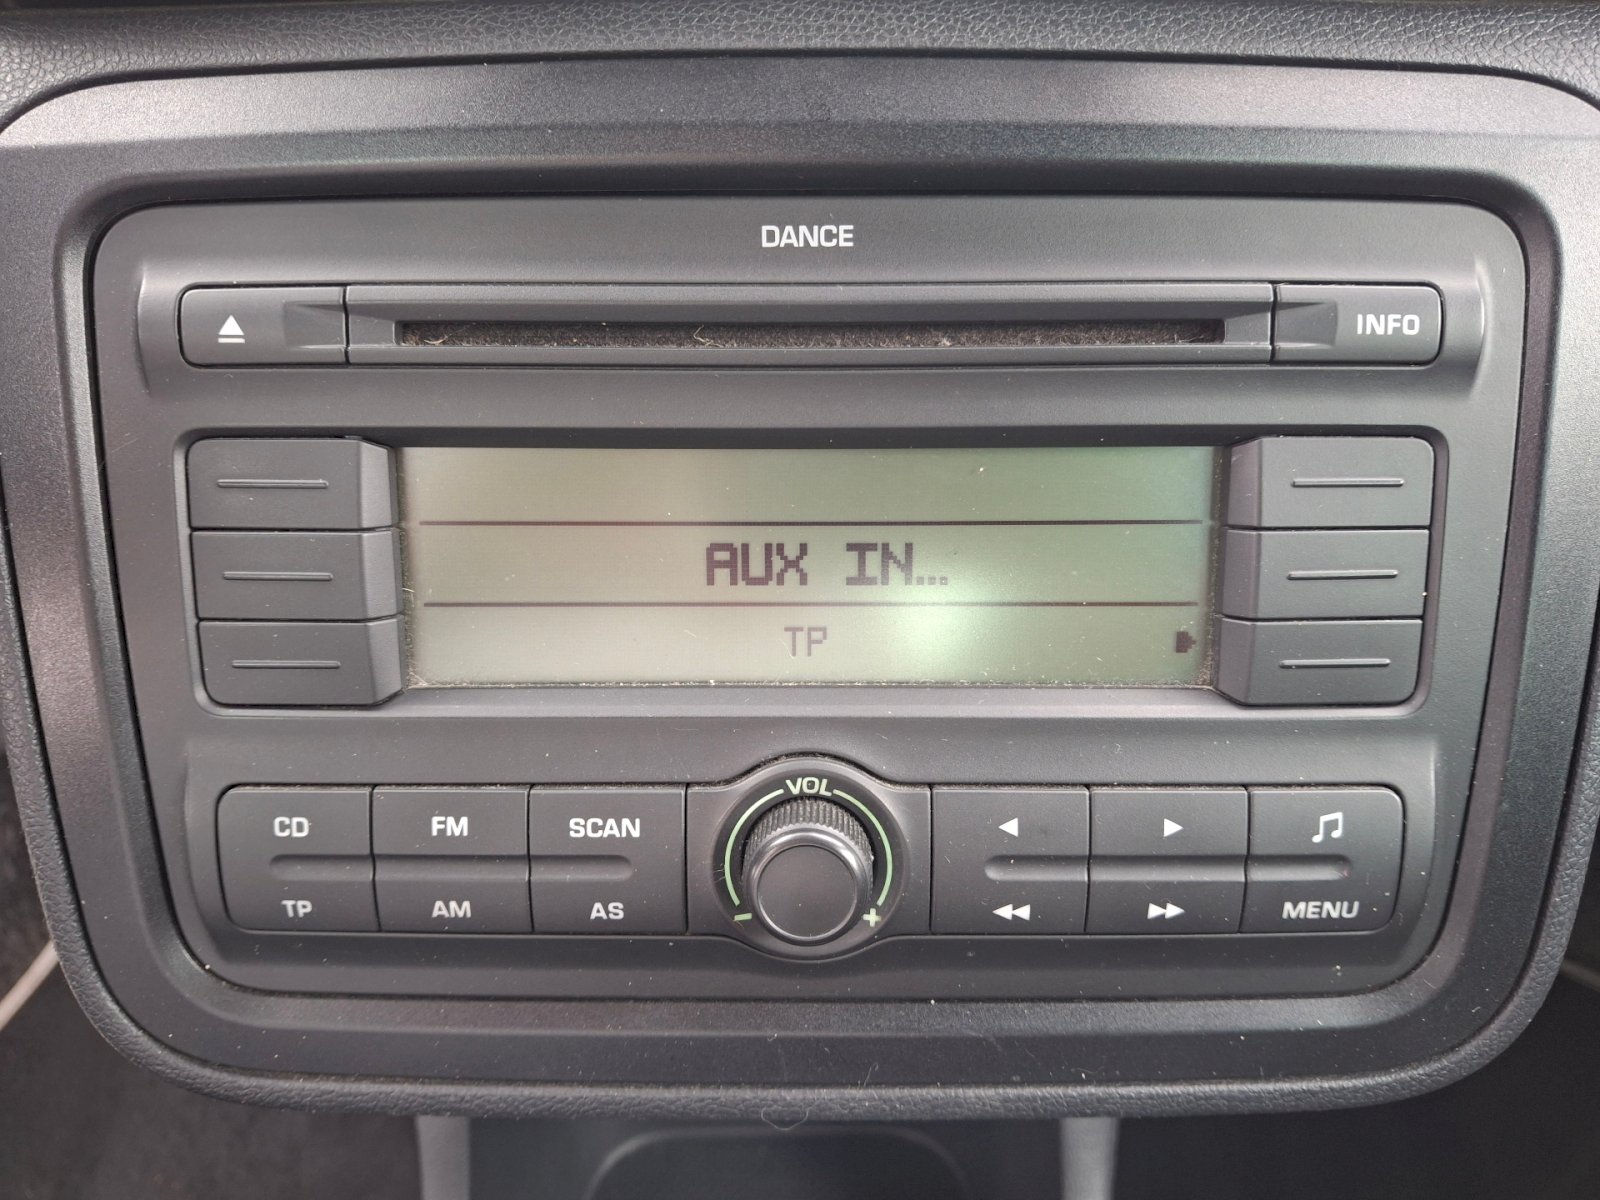 DANCE
INFO
AUX IN...
TP
VOL
CD FM SCAN
- +
TP AM AS MENU